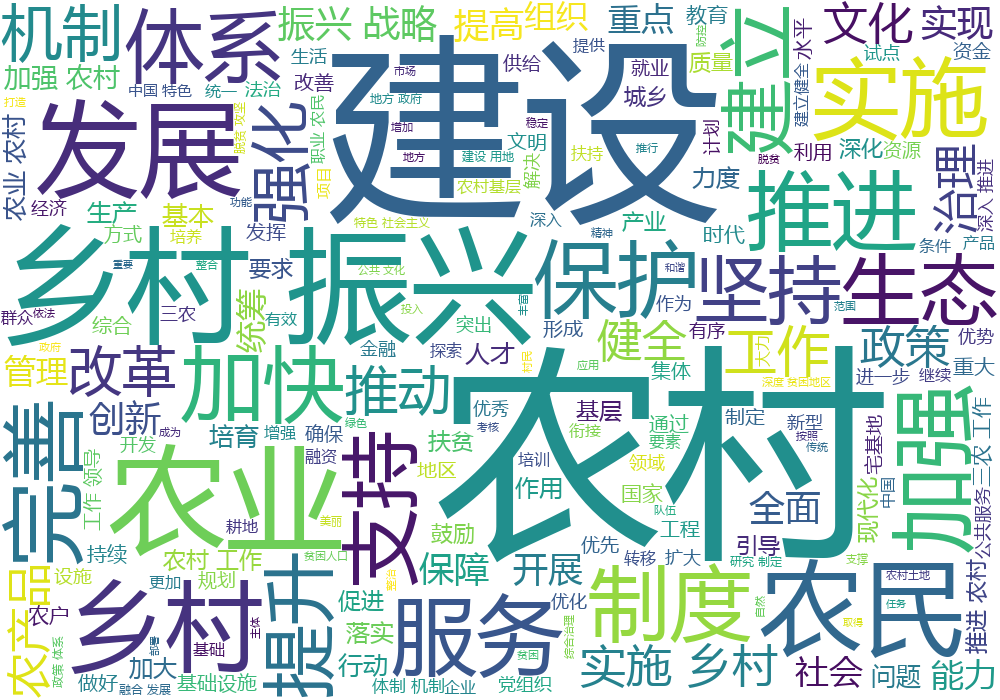 机制
体系
振兴 战略
提高
组织
重点
教育
建立
水平
文化
实现
加强 农村
生活
改善
提供
供给
就业
质量
防控
试点
资金
中国 特色
统一
法治
市场
城乡
建立健全
实施
打造
发展
脱贫 攻坚
强化
职业 农民
地方 政府
增加
建设
稳定
文明
计划
脱贫
利用
深化
资源
农业 农村
项目
地方
建设 用地
解决
扶持
推行
力度
治理
深入 推进
经济
生产
基本
功能
农村基层
方式
培养
发挥
特色 社会主义
深入
精神
产业
时代
推进
条件
产品
乡村 振兴
重要
整合
要求
公共 文化
保护
和谐
坚持
生态
群众
依法
三农
统筹
有效
投入
丰富
作为
范围
综合
突出
形成
健全
有序
工作
大力
政策
优势
政府
管理
改革
加快
金融
探索
人才
村民
应用
集体
深度 贫困地区
进一步
继续
重大
推动
农村
创新
绿色
优秀
考核
基层
通过
制定
新型
加强
三农 工作
完善
成为
培育
增强
确保
扶贫
衔接
要素
按照
传统
宅基地
开发
农业
支持
融资
地区
培训
领域
工作 领导
作用
国家
全面
现代化
中国
公共服务
耕地
美丽
鼓励
队伍
工程
持续
农村 工作
贫困人口
保障
开展
优先
转移
扩大
引导
研究 制定
支撑
农村土地
农产品
设施
更加
规划
提升
促进
服务
优化
制度
自然
农民
任务
推进 农村
农户
乡村
主体
落实
综合治理
取得
政策 体系
基础
加大
行动
贫困
实施 乡村
社会
问题
能力
做好
融合 发展
基础设施
体制 机制
企业
党组织